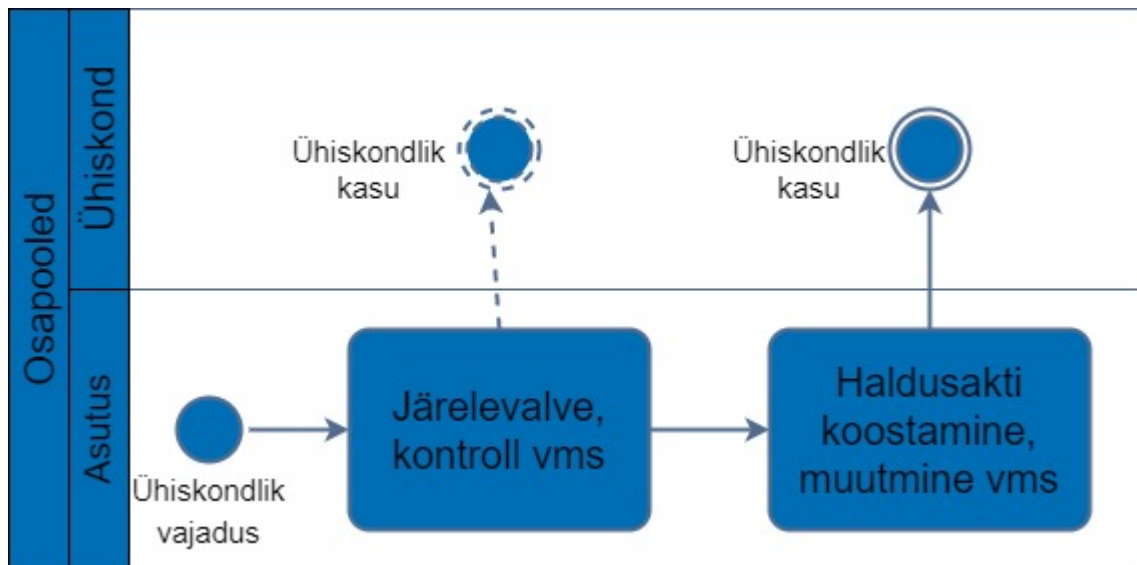 Osapooled
Ühiskond
Ühiskondlik
kasu
Ühiskondlik
kasu
Asutus
Ühiskondlik
vajadus
Järelevalve,
kontroll vms
Haldusakti
koostamine,
muutmine vms